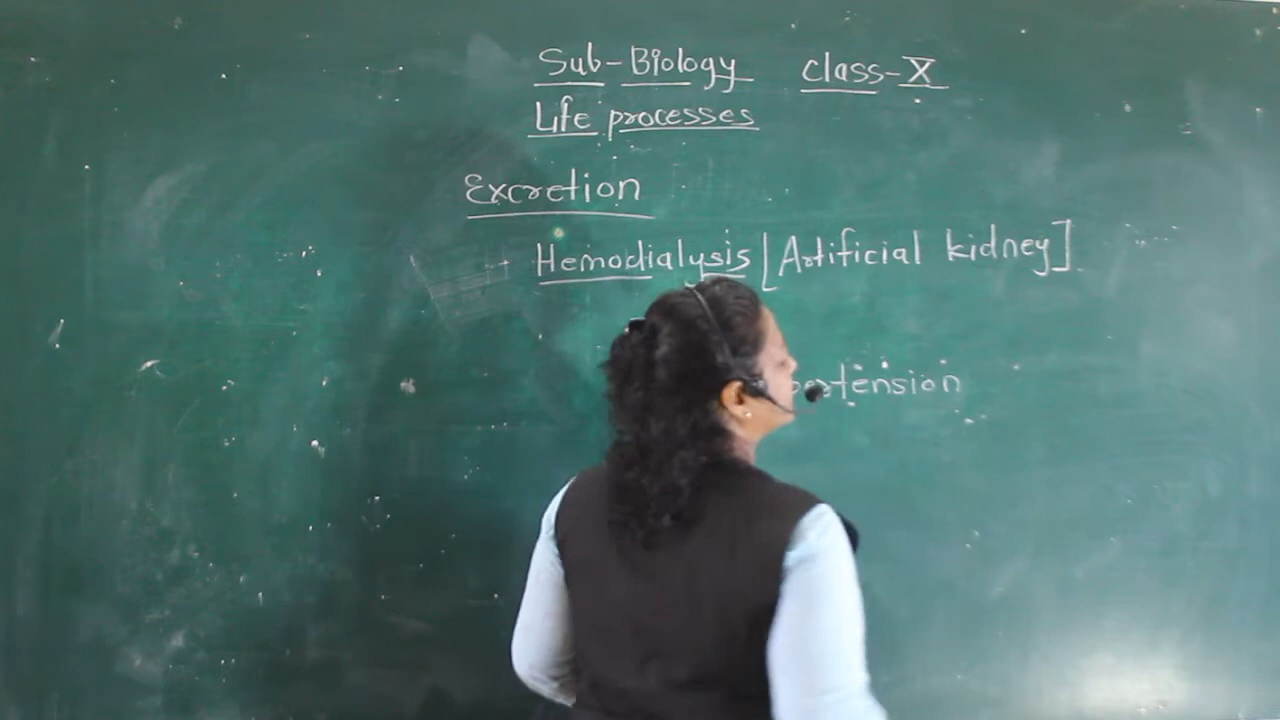 Sub-Biology class-X
Life processes
Excretion
Hemodialysis [Artificial kidney]